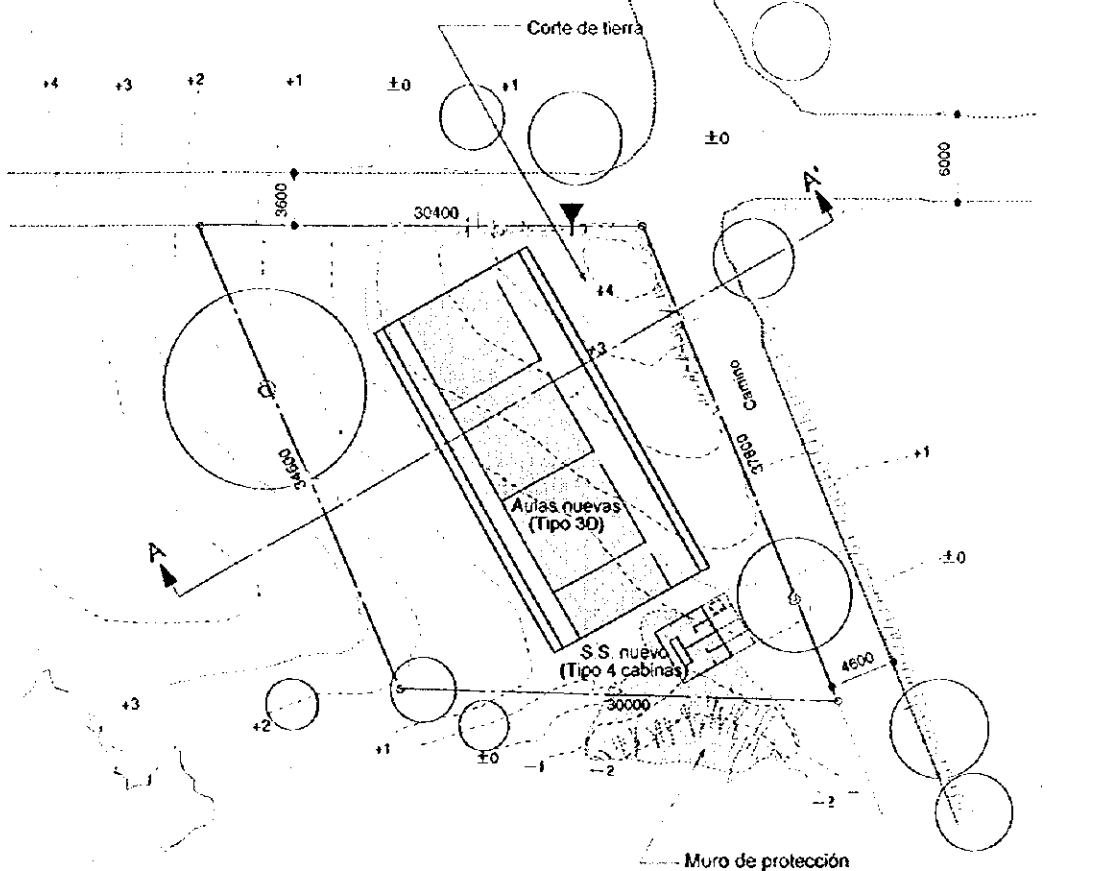 Corte de tierra
+4
+3
+2
+1
±0
+1
±0
6000
A'
3600
30400
+4
+3
Camino
34600
37800
+1
Aulas nuevas
(Tipo 3D)
A
±0
S.S. nuevo
(Tipo 4 cabinas)
4600
30000
+3
+2
+1
±0
-1
-2
-2
Muro de protección